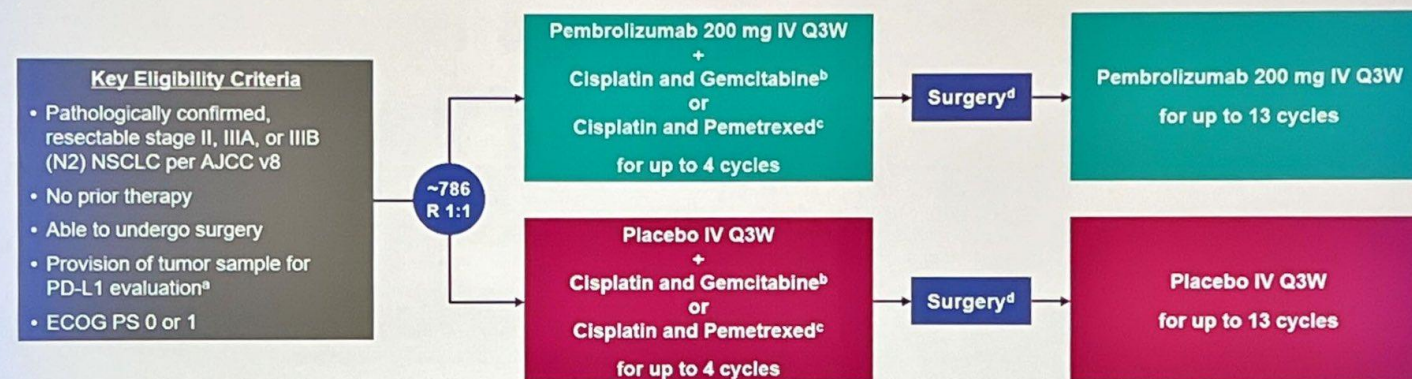 Key Eligibility Criteria
• Pathologically confirmed,
resectable stage II, IIIA, or IIIB
(N2) NSCLC per AJCC v8
• No prior therapy
• Able to undergo surgery
• Provision of tumor sample for
PD-L1 evaluationᵃ
• ECOG PS 0 or 1
~786
R 1:1
Pembrolizumab 200 mg IV Q3W
+
Cisplatin and Gemcitabineᵇ
or
Cisplatin and Pemetrexedᶜ
for up to 4 cycles
Surgeryᵈ
Pembrolizumab 200 mg IV Q3W
for up to 13 cycles
Placebo IV Q3W
+
Cisplatin and Gemcitabineᵇ
or
Cisplatin and Pemetrexedᶜ
for up to 4 cycles
Surgeryᵈ
Placebo IV Q3W
for up to 13 cycles